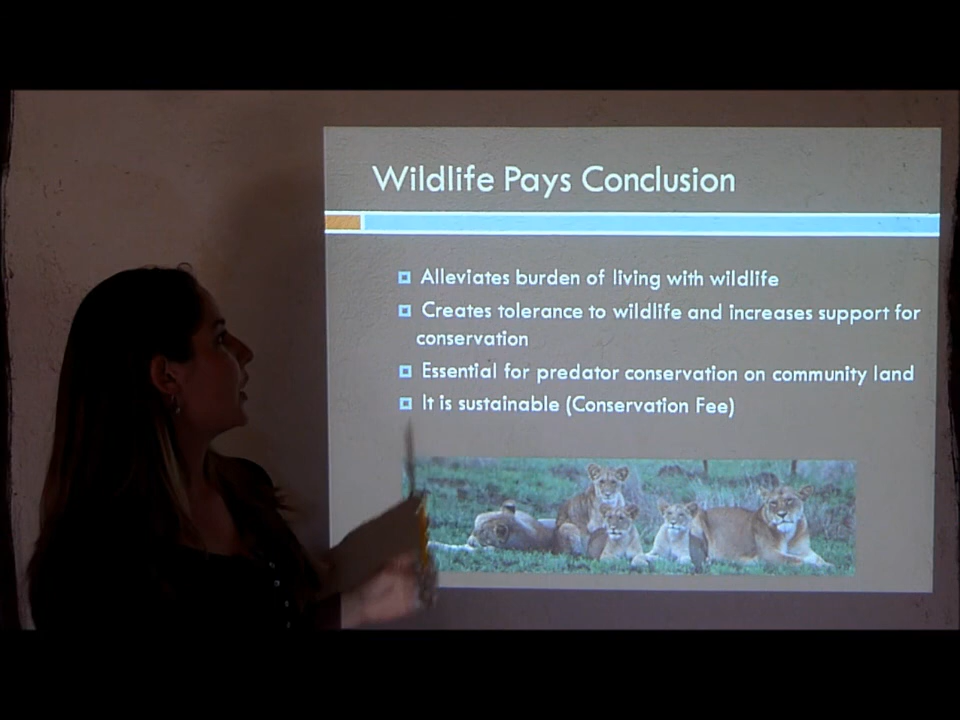 Wildlife Pays Conclusion
Alleviates burden of living with wildlife
Creates tolerance to wildlife and increases support for
conservation
Essential for predator conservation on community land
It is sustainable (Conservation Fee)